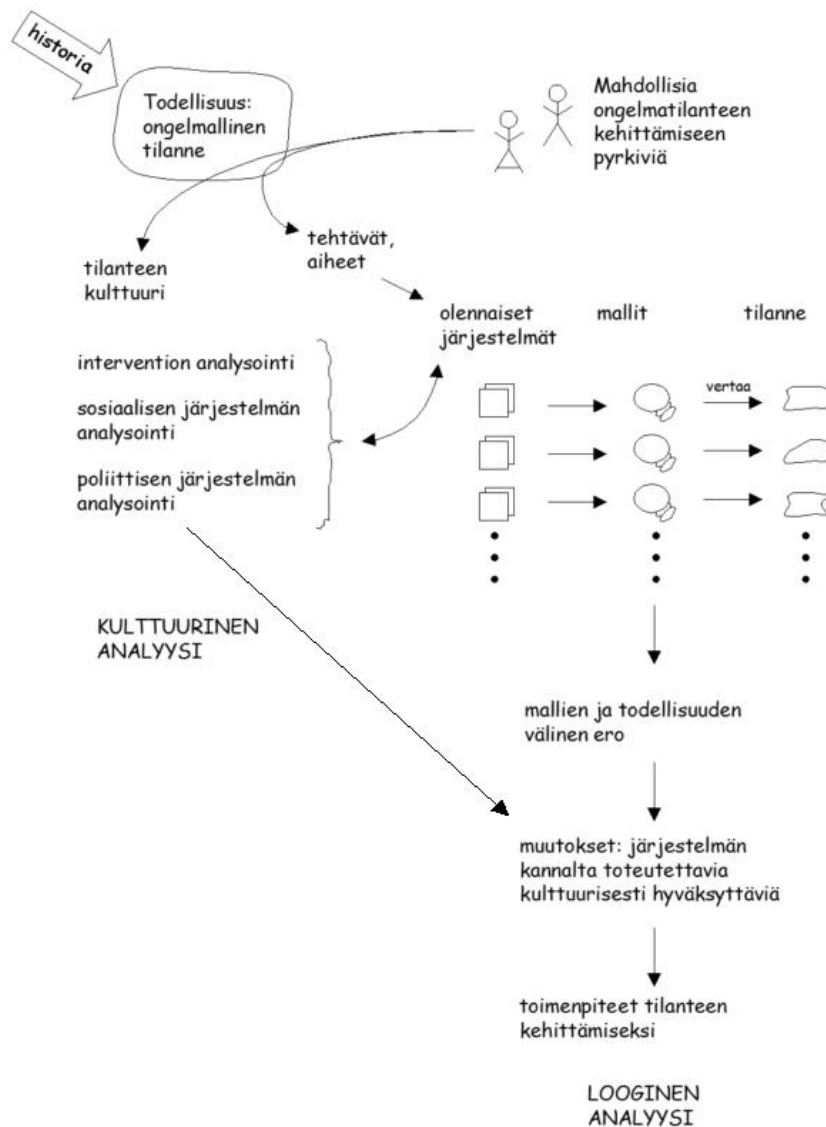 historia
Todellisuus:
ongelmallinen
tilanne
Mahdollisia
ongelmatilanteen
kehittämiseen
pyrkiviä
tilanteen
kulttuuri
tehtävät,
aiheet
olennaiset
järjestelmät
mallit
tilanne
intervention analysointi
sosiaalisen järjestelmän
analysointi
poliittisen järjestelmän
analysointi
vertaa
KULTTUURINEN
ANALYYSI
mallien ja todellisuuden
välinen ero
muutokset: järjestelmän
kannalta toteutettavia
kulttuurisesti hyväksyttäviä
toimenpiteet tilanteen
kehittämiseksi
LOOGINEN
ANALYYSI